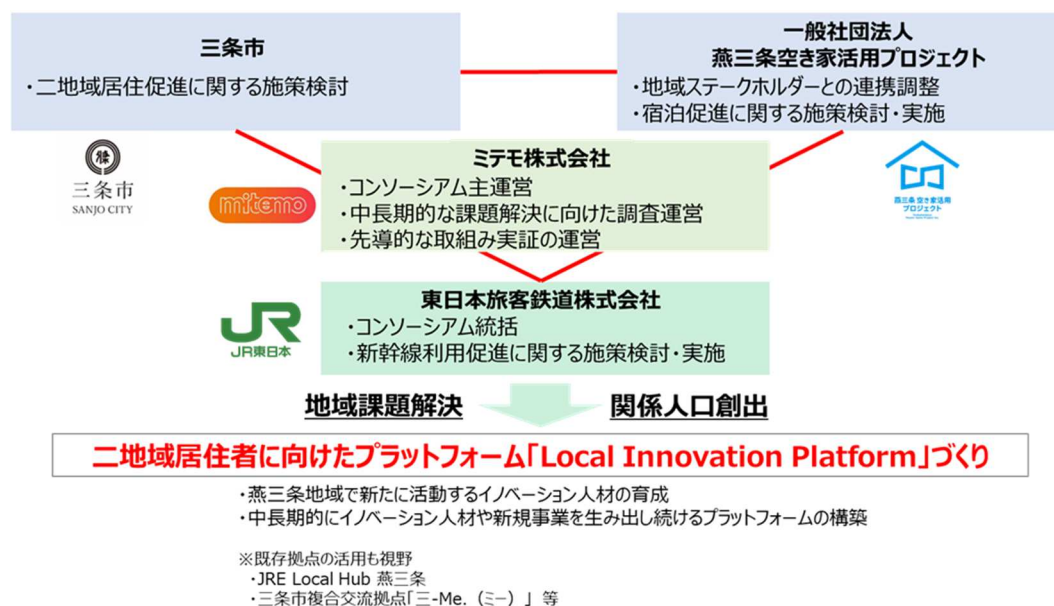 三条市
・二地域居住促進に関する施策検討
一般社団法人
燕三条空き家活用プロジェクト
・地域ステークホルダーとの連携調整
・宿泊促進に関する施策検討・実施
三条市
SANJO CITY
mitemo
ミテモ株式会社
・コンソーシアム主運営
・中長期的な課題解決に向けた調査運営
・先導的な取組み実証の運営
燕三条 空き家活用
プロジェクト
JR
JR東日本
東日本旅客鉄道株式会社
・コンソーシアム統括
・新幹線利用促進に関する施策検討・実施
地域課題解決
関係人口創出
二地域居住者に向けたプラットフォーム「Local Innovation Platform」づくり
・燕三条地域で新たに活動するイノベーション人材の育成
・中長期的にイノベーション人材や新規事業を生み出し続けるプラットフォームの構築
※既存拠点の活用も視野
・JRE Local Hub 燕三条
・三条市複合交流拠点「三-Me.（ミー）」等